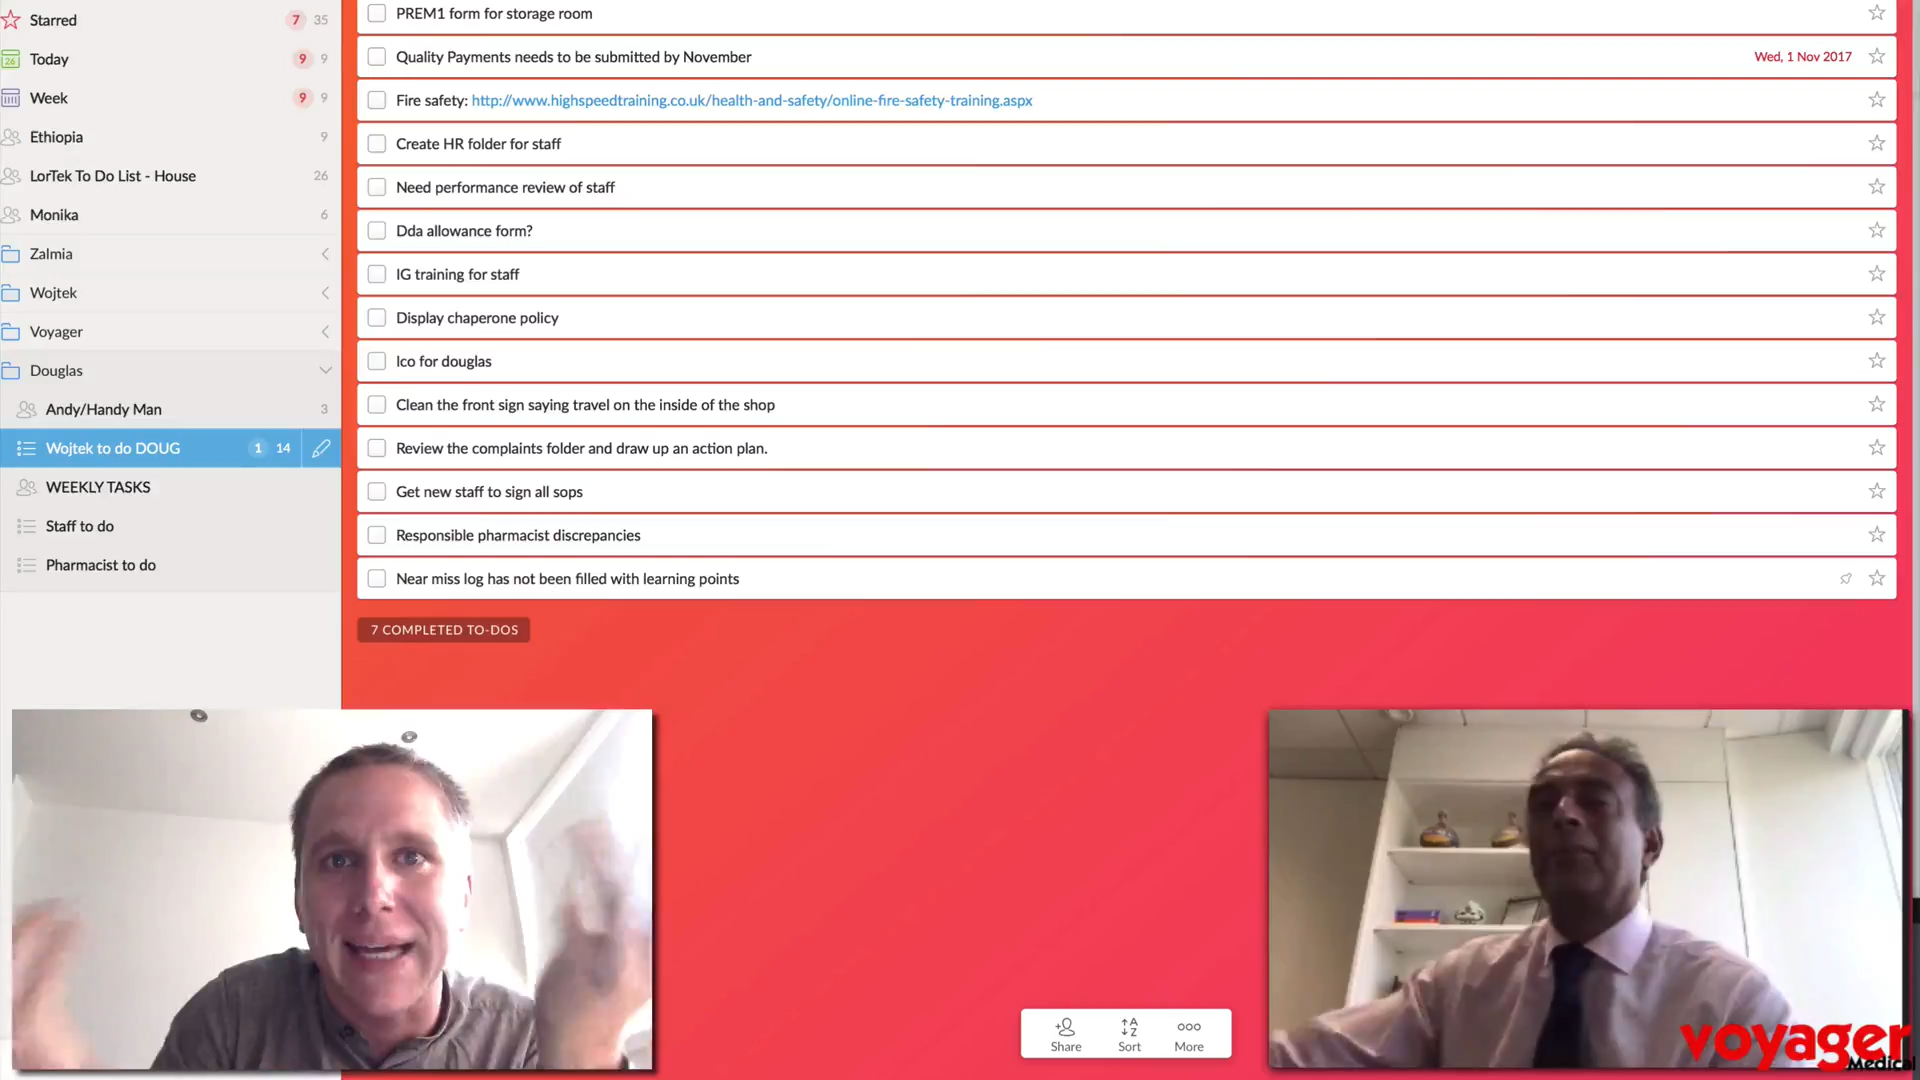 Starred 7 35
Today 9 9
26
Week 9 9
Ethiopia 9
LorTek To Do List - House 26
Monika 6
Zalmia
Wojtek
Voyager
Douglas
Andy/Handy Man 3
Wojtek to do DOUG 1 14
WEEKLY TASKS
Staff to do
Pharmacist to do
PREM1 form for storage room
Quality Payments needs to be submitted by November Wed, 1 Nov 2017
Fire safety: http://www.highspeedtraining.co.uk/health-and-safety/online-fire-safety-training.aspx
Create HR folder for staff
Need performance review of staff
Dda allowance form?
IG training for staff
Display chaperone policy
Ico for douglas
Clean the front sign saying travel on the inside of the shop
Review the complaints folder and draw up an action plan.
Get new staff to sign all sops
Responsible pharmacist discrepancies
Near miss log has not been filled with learning points
7 COMPLETED TO-DOS
Share
A Z
Sort
More
voyager
Medical